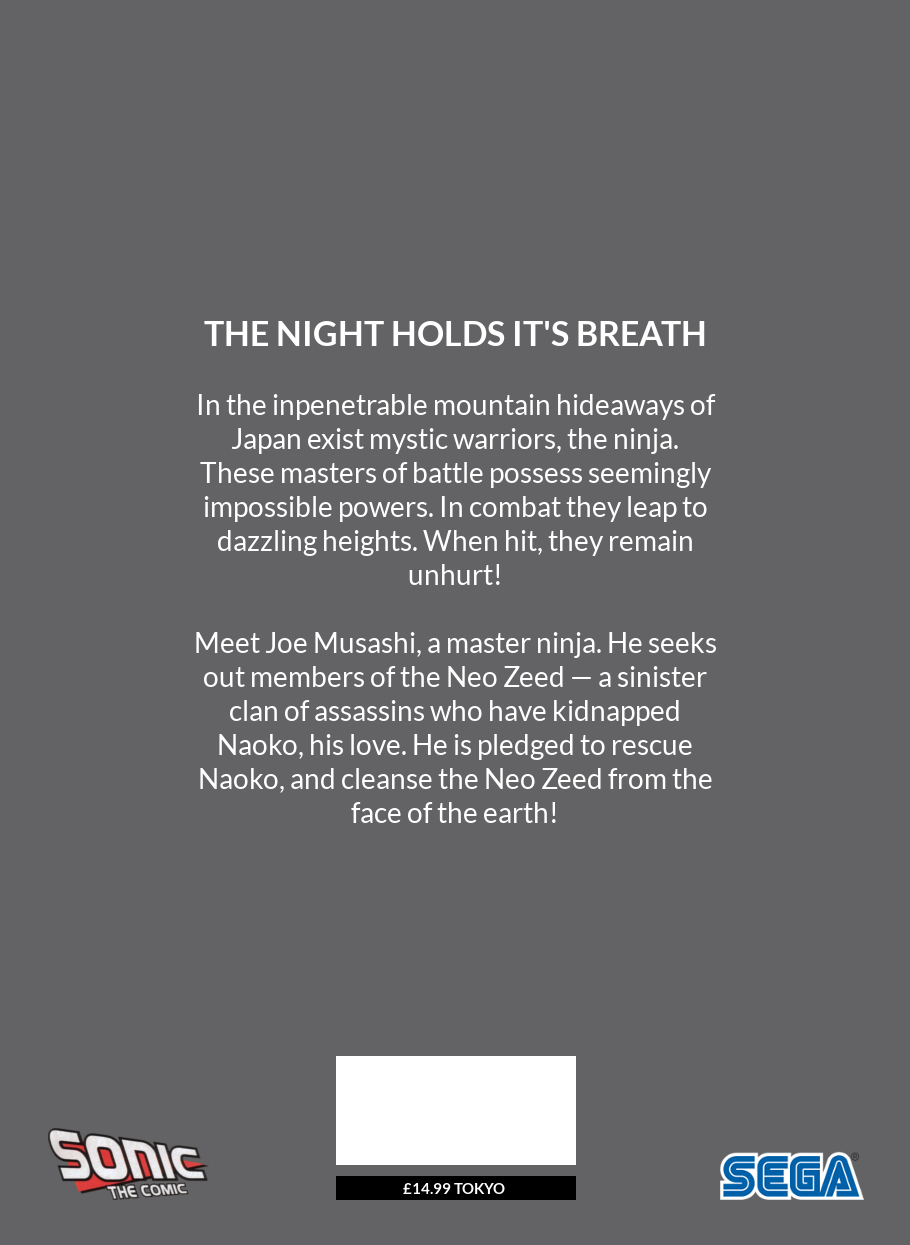 THE NIGHT HOLDS IT'S BREATH
In the inpenetrable mountain hideaways of
Japan exist mystic warriors, the ninja.
These masters of battle possess seemingly
impossible powers. In combat they leap to
dazzling heights. When hit, they remain
unhurt!
Meet Joe Musashi, a master ninja. He seeks
out members of the Neo Zeed — a sinister
clan of assassins who have kidnapped
Naoko, his love. He is pledged to rescue
Naoko, and cleanse the Neo Zeed from the
face of the earth!
SONIC
THE COMIC
£14.99 TOKYO
SEGA®